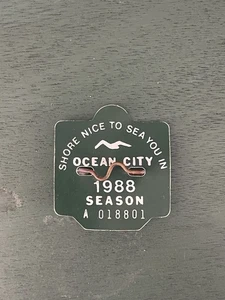 SHORE NICE TO SEA YOU IN
OCEAN CITY
1988
SEASON
A 018801